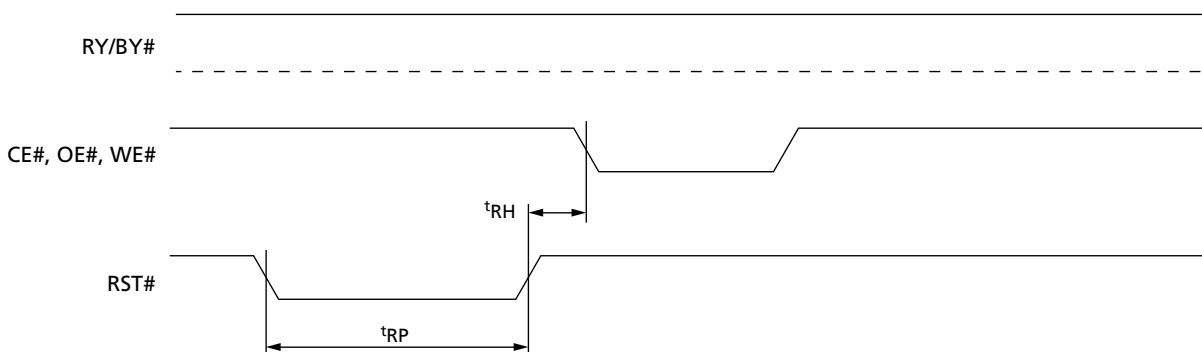 RY/BY#
CE#, OE#, WE#
tRH
RST#
tRP